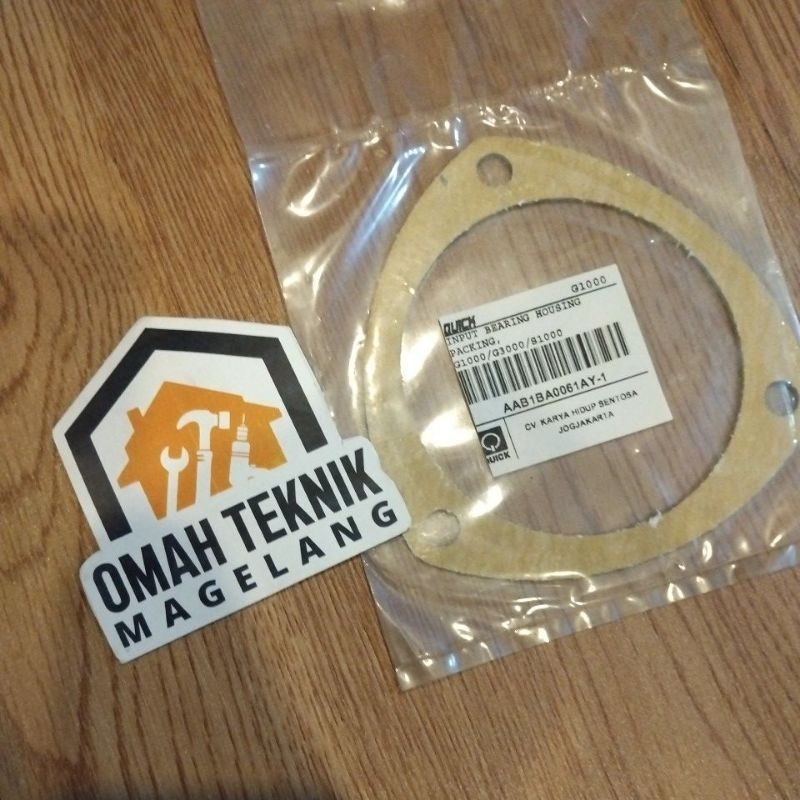 G1000
QUICK
INPUT BEARING HOUSING
PACKING,
G1000/G3000/S1000
AAB1BA0061AY-1
CV KARYA HIDUP SENTOSA
JOGJAKARTA
QUICK
OMAH TEKNIK
MAGELANG